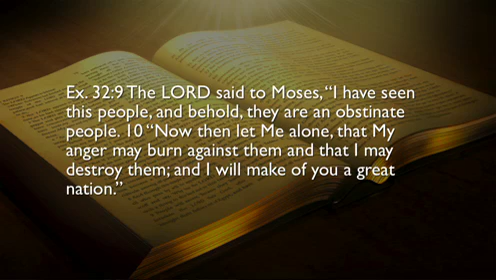 Ex. 32:9 The LORD said to Moses, “I have seen
this people, and behold, they are an obstinate
people. 10 “Now then let Me alone, that My
anger may burn against them and that I may
destroy them; and I will make of you a great
nation.”